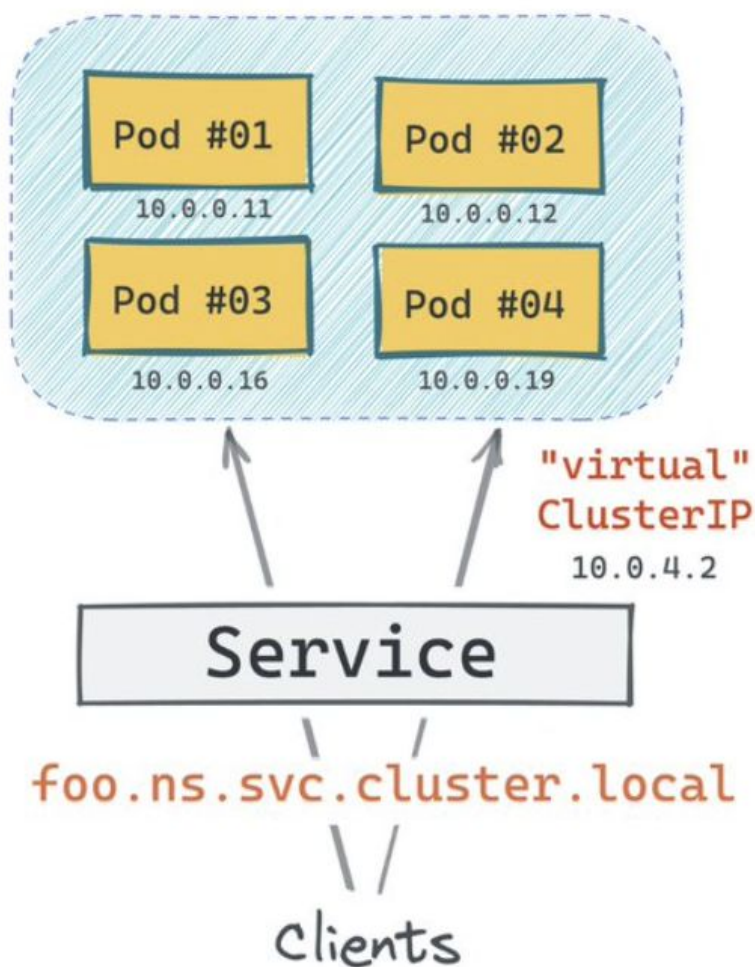 Pod #01
Pod #02
10.0.0.11
10.0.0.12
Pod #03
Pod #04
10.0.0.16
10.0.0.19
"virtual"
ClusterIP
10.0.4.2
Service
foo.ns.svc.cluster.local
Clients